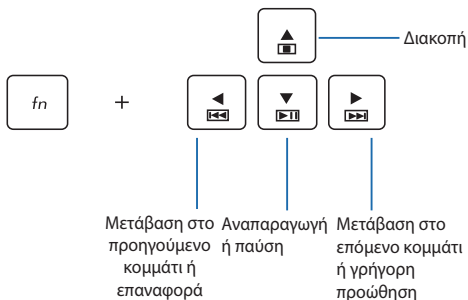 Διακοπή
fn +
Μετάβαση στο
προηγούμενο
κομμάτι ή
επαναφορά
Αναπαραγωγή
ή παύση
Μετάβαση στο
επόμενο κομμάτι
ή γρήγορη
προώθηση